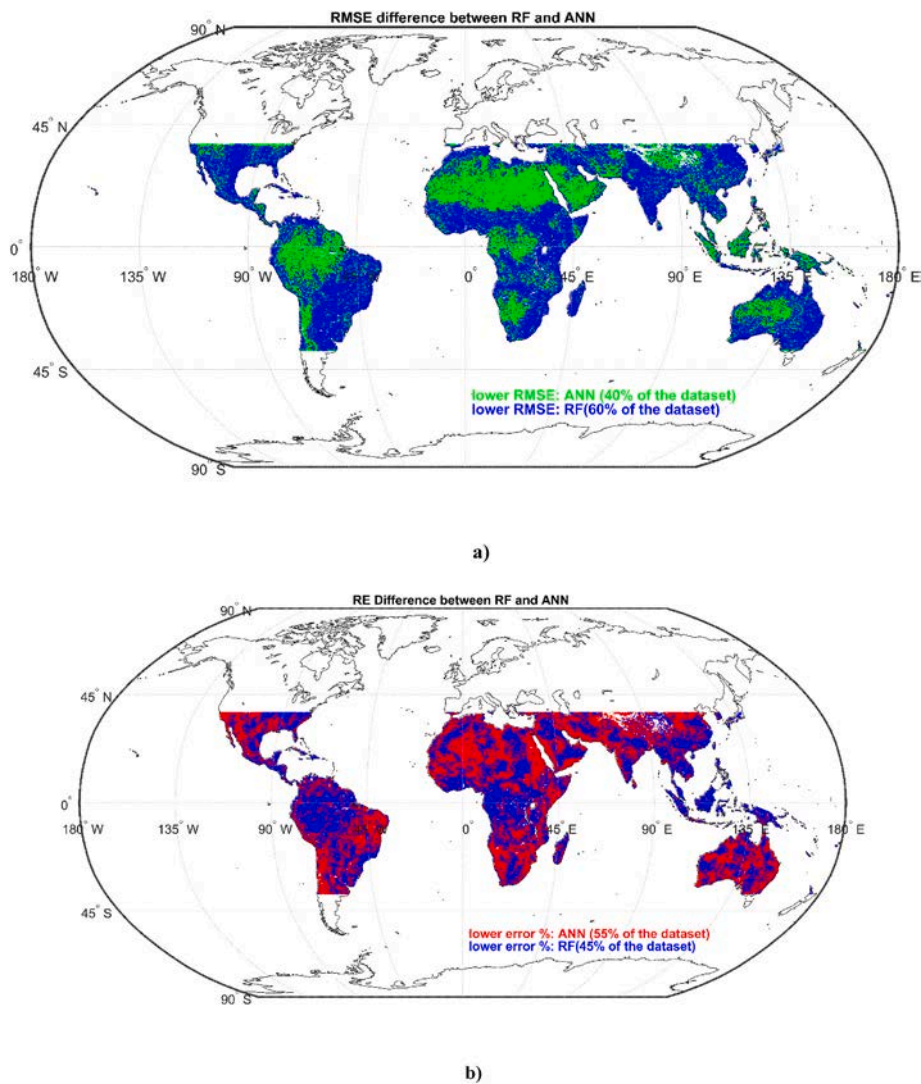 RMSE difference between RF and ANN
90° N
45° N
0°
180° W
135° W
90° W
0°
45° E
90° E
135° E
180° E
45° S
lower RMSE: ANN (40% of the dataset)
lower RMSE: RF(60% of the dataset)
90° S
a)
RE Difference between RF and ANN
90° N
45° N
0°
180° W
135° W
90° W
0°
45° E
90° E
135° E
180° E
45° S
lower error %: ANN (55% of the dataset)
lower error %: RF(45% of the dataset)
90° S
b)